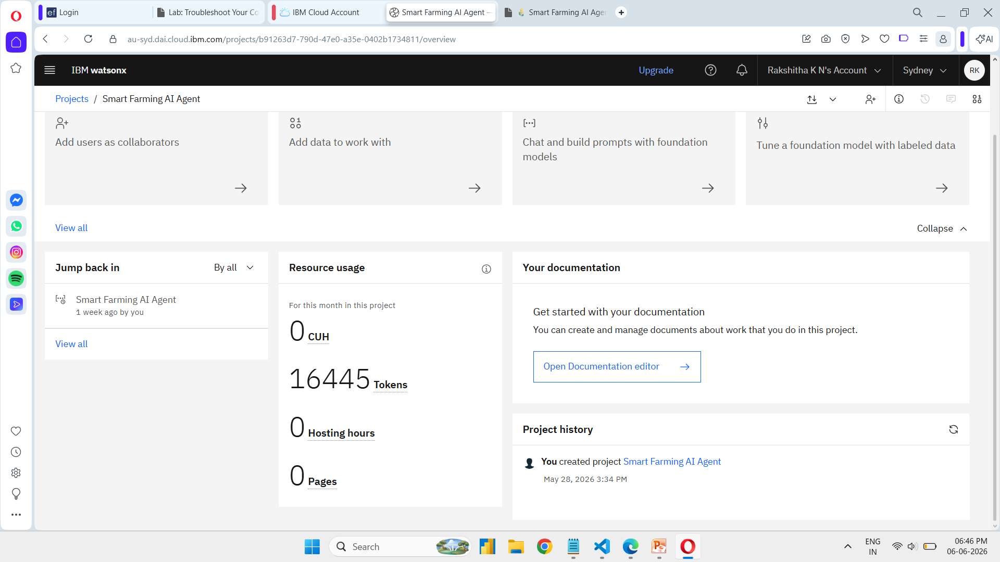 Login
Lab: Troubleshoot Your Co
IBM Cloud Account
Smart Farming AI Agent —
Smart Farming AI Age
au-syd.dai.cloud.ibm.com/projects/b91263d7-790d-47e0-a35e-0402b1734811/overview
AI
IBM watsonx
Upgrade
Rakshitha K N's Account
Sydney
RK
Projects / Smart Farming AI Agent
Add users as collaborators
Add data to work with
Chat and build prompts with foundation
models
Tune a foundation model with labeled data
View all
Collapse
Jump back in
By all
Smart Farming AI Agent
1 week ago by you
View all
Resource usage
For this month in this project
0 CUH
16445 Tokens
0 Hosting hours
0 Pages
Your documentation
Get started with your documentation
You can create and manage documents about work that you do in this project.
Open Documentation editor
Project history
You created project Smart Farming AI Agent
May 28, 2026 3:34 PM
Search
ENG
IN
06:46 PM
06-06-2026